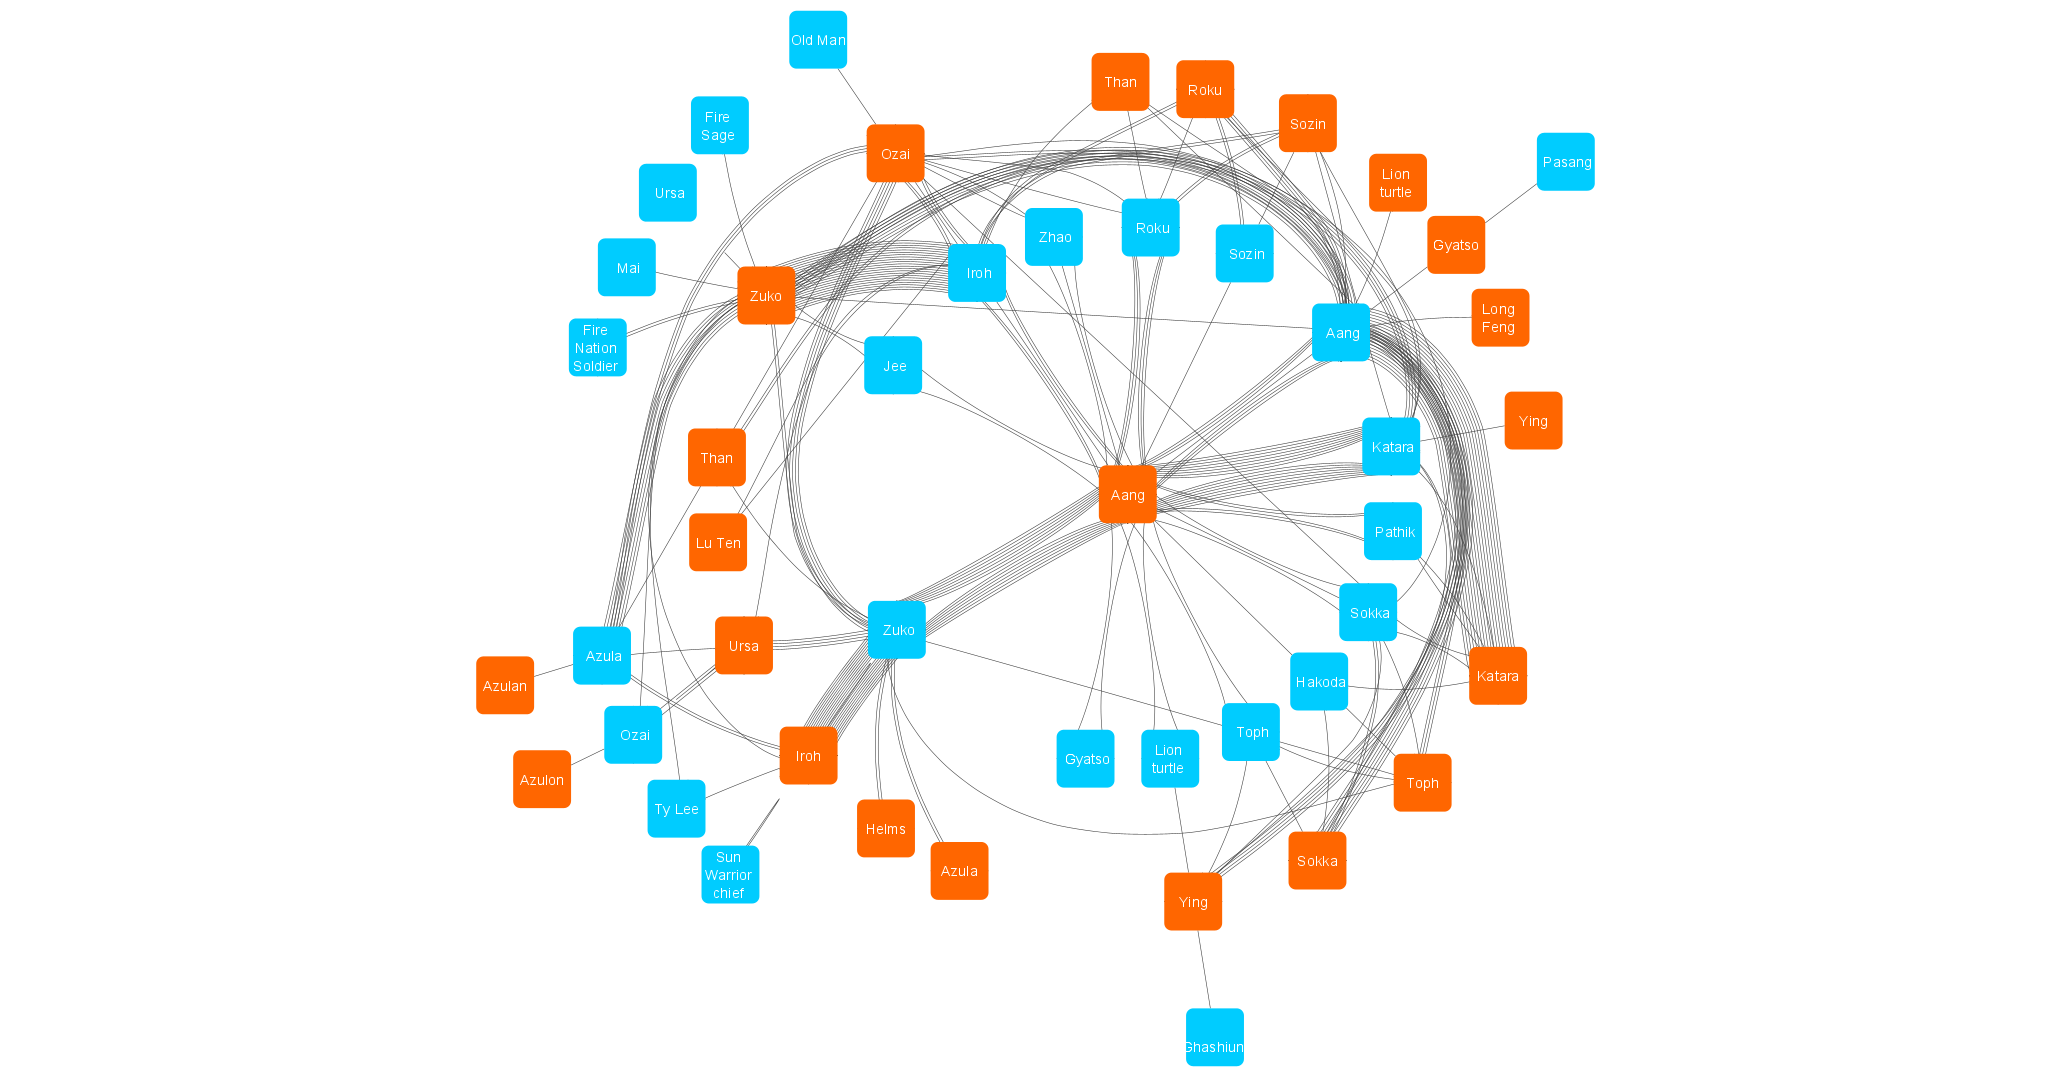 Old Man
Than
Roku
Sozin
Fire
Sage
Ozai
Pasang
Lion
turtle
Ursa
Zhao
Roku
Sozin
Gyatso
Mai
Iroh
Zuko
Long
Feng
Aang
Fire
Nation
Soldier
Jee
Ying
Katara
Than
Aang
Pathik
Lu Ten
Sokka
Zuko
Ursa
Azula
Azulan
Katara
Hakoda
Ozai
Toph
Iroh
Gyatso
Lion
turtle
Azulon
Toph
Ty Lee
Helms
Sokka
Sun
Warrior
chief
Azula
Ying
Ghashiun